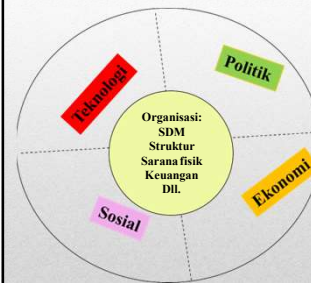 Teknologi
Politik
Organisasi:
SDM
Struktur
Sarana fisik
Keuangan
Dll.
Ekonomi
Sosial